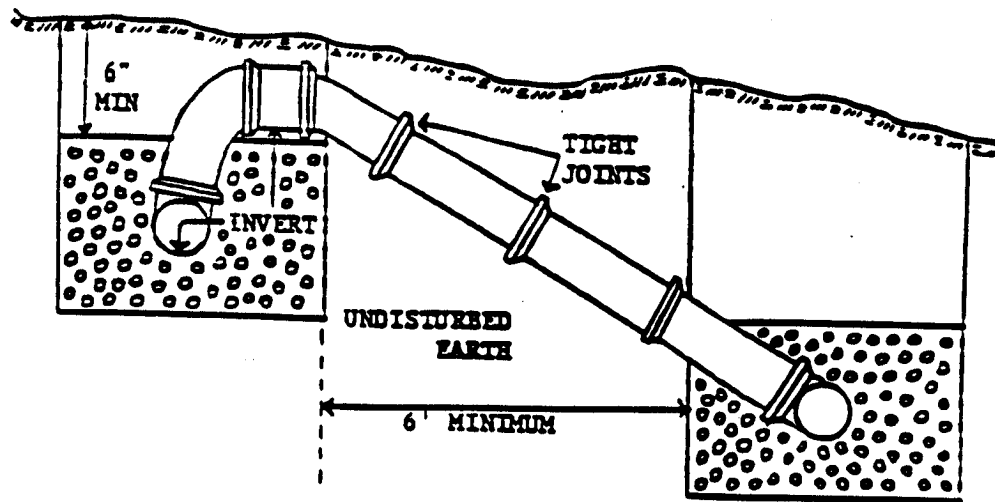 6"
MIN
TIGHT
JOINTS
INVERT
UNDISTURBED
EARTH
6' MINIMUM